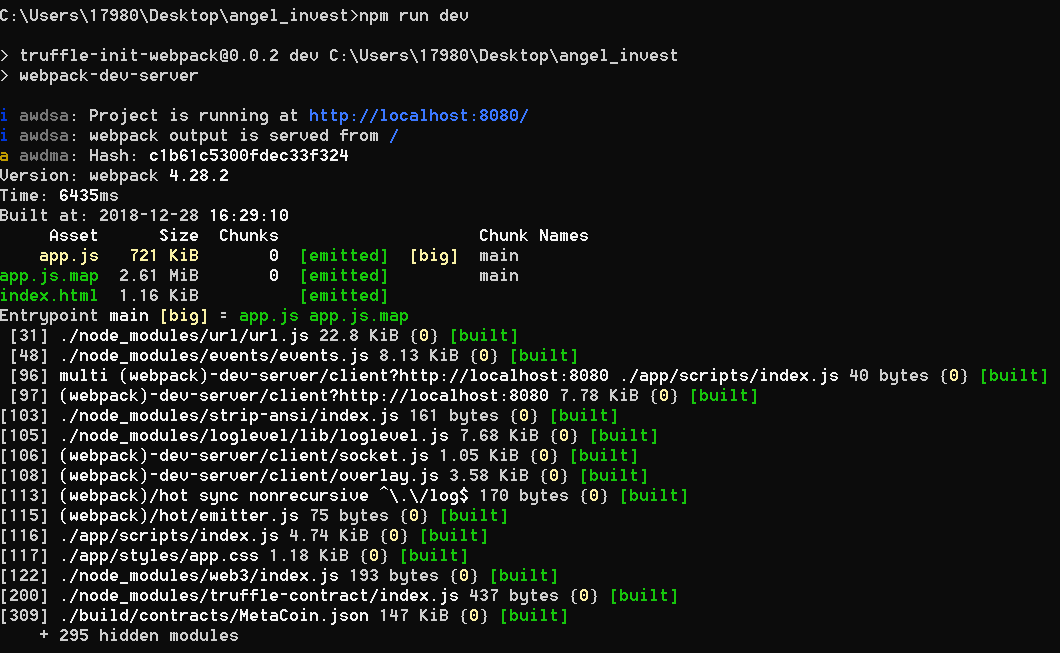 C:\Users\17980\Desktop\angel_invest>npm run dev
> truffle-init-webpack@0.0.2 dev C:\Users\17980\Desktop\angel_invest
> webpack-dev-server
i awdsa: Project is running at http://localhost:8080/
i awdsa: webpack output is served from /
a awdma: Hash: c1b61c5300fdec33f324
Version: webpack 4.28.2
Time: 6435ms
Built at: 2018-12-28 16:29:10
Asset Size Chunks Chunk Names
app.js 721 KiB 0 [emitted] [big] main
app.js.map 2.61 MiB 0 [emitted] main
index.html 1.16 KiB [emitted]
Entrypoint main [big] = app.js app.js.map
[31] ./node_modules/url/url.js 22.8 KiB {0} [built]
[48] ./node_modules/events/events.js 8.13 KiB {0} [built]
[96] multi (webpack)-dev-server/client?http://localhost:8080 ./app/scripts/index.js 40 bytes {0} [built]
[97] (webpack)-dev-server/client?http://localhost:8080 7.78 KiB {0} [built]
[103] ./node_modules/strip-ansi/index.js 161 bytes {0} [built]
[105] ./node_modules/loglevel/lib/loglevel.js 7.68 KiB {0} [built]
[106] (webpack)-dev-server/client/socket.js 1.05 KiB {0} [built]
[108] (webpack)-dev-server/client/overlay.js 3.58 KiB {0} [built]
[113] (webpack)/hot sync nonrecursive ^\.\/log$ 170 bytes {0} [built]
[115] (webpack)/hot/emitter.js 75 bytes {0} [built]
[116] ./app/scripts/index.js 4.74 KiB {0} [built]
[117] ./app/styles/app.css 1.18 KiB {0} [built]
[122] ./node_modules/web3/index.js 193 bytes {0} [built]
[200] ./node_modules/truffle-contract/index.js 437 bytes {0} [built]
[309] ./build/contracts/MetaCoin.json 147 KiB {0} [built]
+ 295 hidden modules